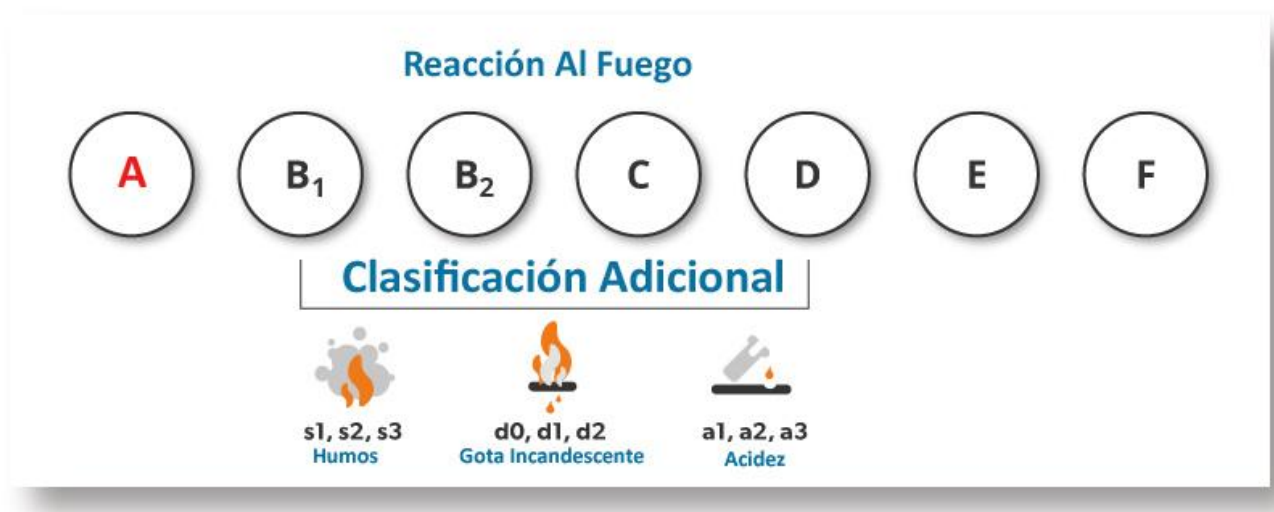 Reacción Al Fuego
A B₁ B₂ C D E F
Clasificación Adicional
s1, s2, s3 d0, d1, d2 a1, a2, a3
Humos Gota Incandescente Acidez